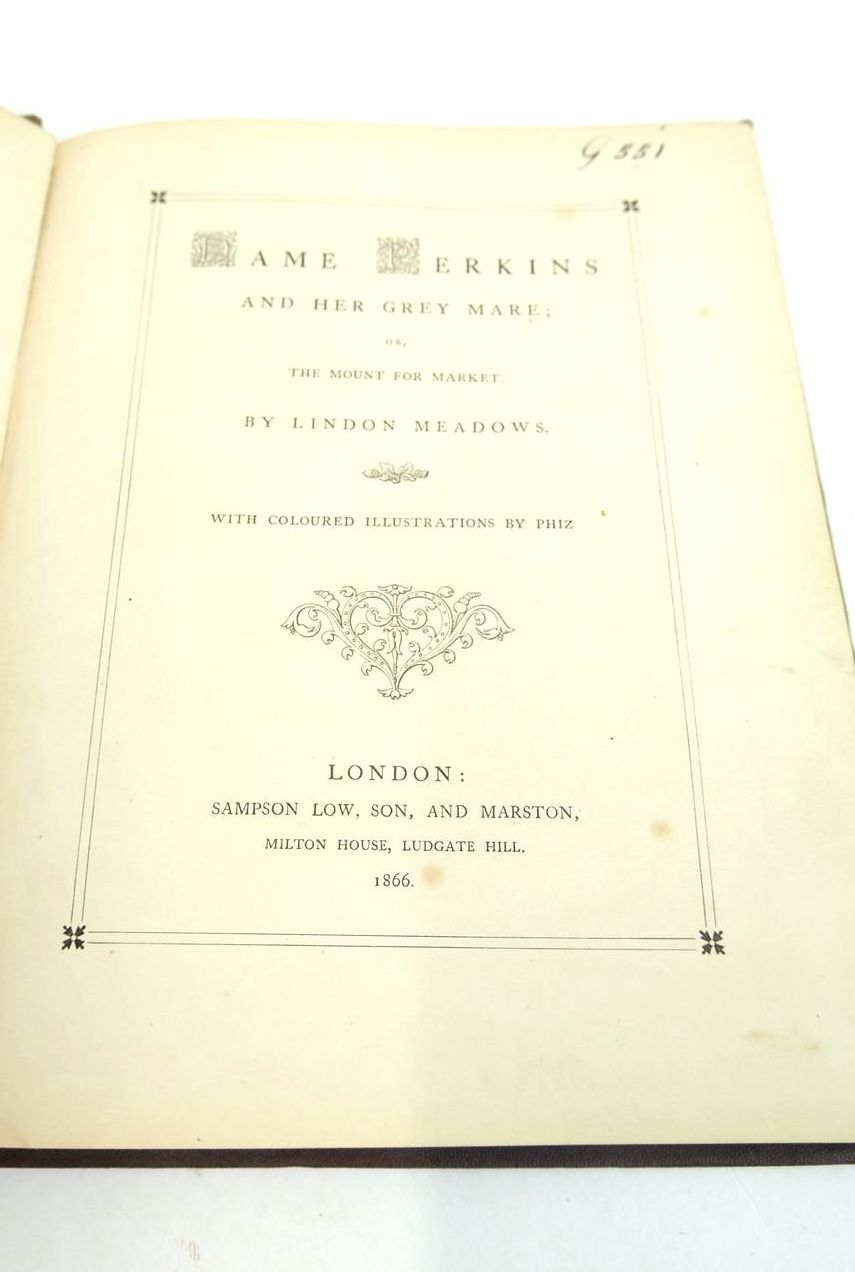 G 551
DAME PERKINS
AND HER GREY MARE;
OR,
THE MOUNT FOR MARKET.
BY LINDON MEADOWS.
WITH COLOURED ILLUSTRATIONS BY PHIZ
LONDON:
SAMPSON LOW, SON, AND MARSTON,
MILTON HOUSE, LUDGATE HILL.
1866.